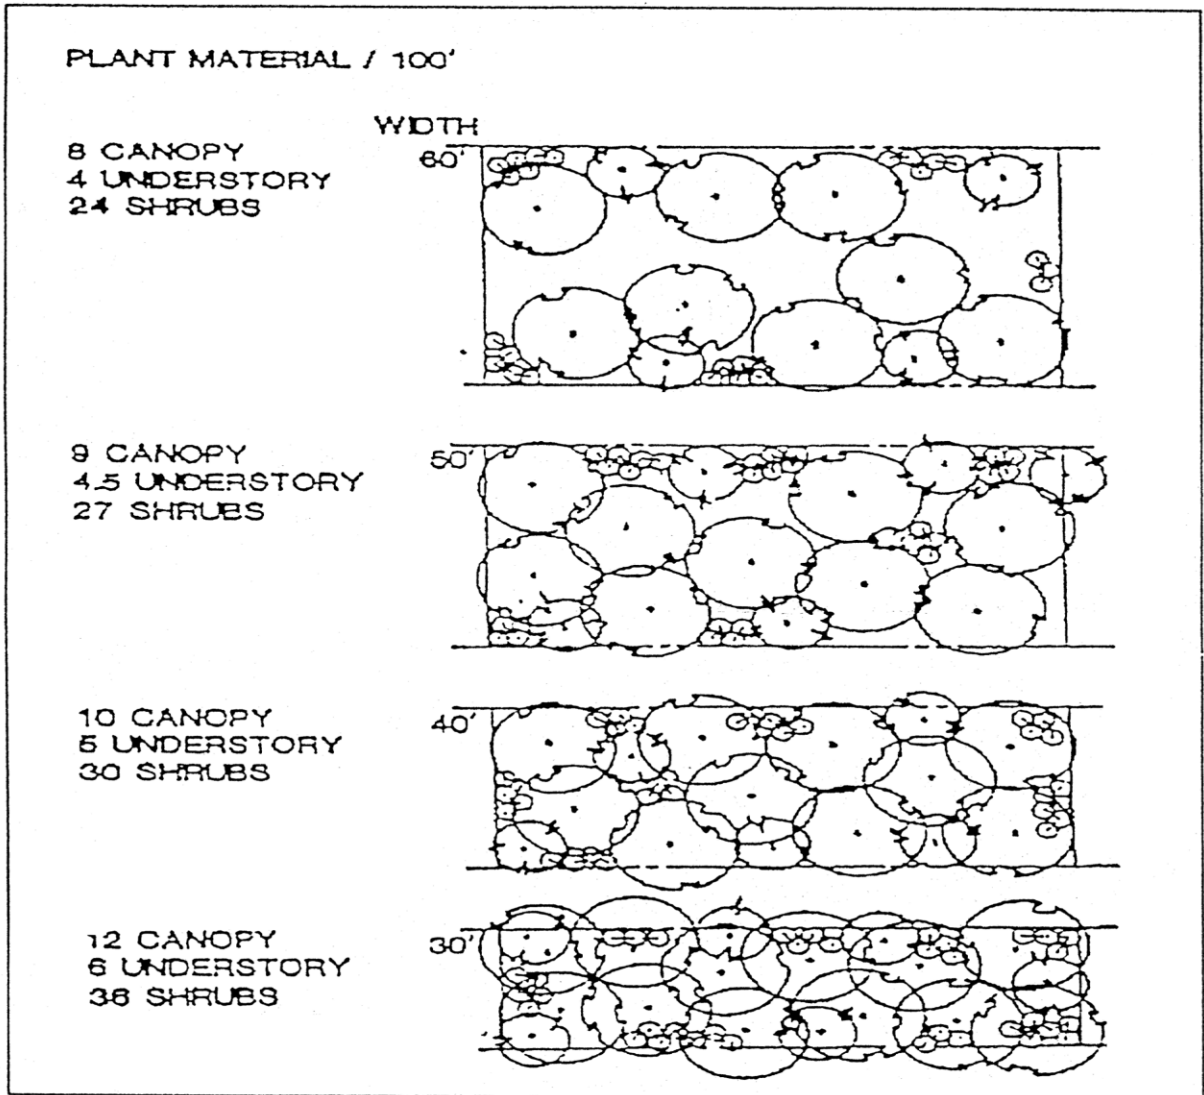 PLANT MATERIAL / 100'
WIDTH
8 CANOPY
4 UNDERSTORY
24 SHRUBS
60'
9 CANOPY
4.5 UNDERSTORY
27 SHRUBS
50'
10 CANOPY
5 UNDERSTORY
30 SHRUBS
40'
12 CANOPY
6 UNDERSTORY
36 SHRUBS
30'